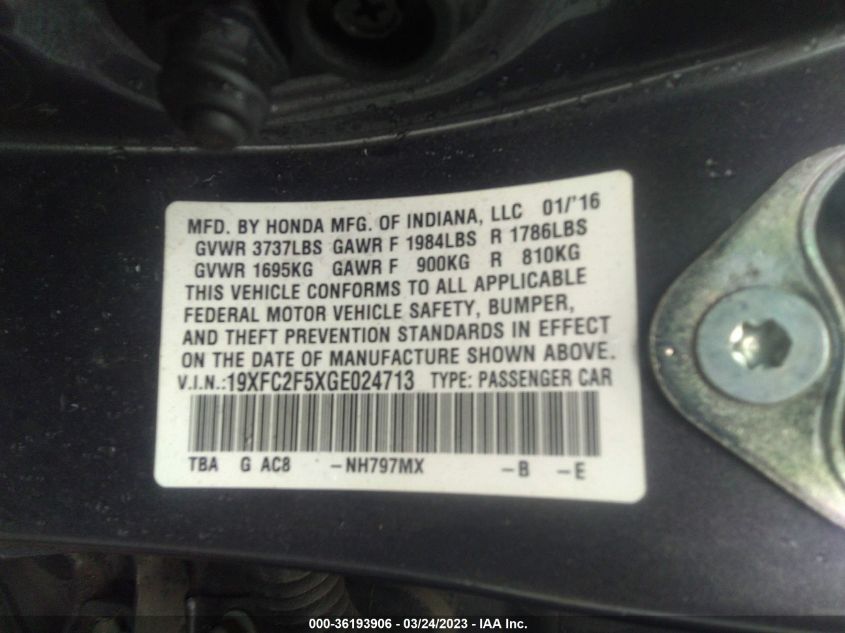 MFD. BY HONDA MFG. OF INDIANA, LLC 01/'16
GVWR 3737LBS GAWR F 1984LBS R 1786LBS
GVWR 1695KG GAWR F 900KG R 810KG
THIS VEHICLE CONFORMS TO ALL APPLICABLE
FEDERAL MOTOR VEHICLE SAFETY, BUMPER,
AND THEFT PREVENTION STANDARDS IN EFFECT
ON THE DATE OF MANUFACTURE SHOWN ABOVE.
V.I.N.:19XFC2F5XGE024713 TYPE: PASSENGER CAR
TBA G AC8 -NH797MX -B -E
000-36193906 - 03/24/2023 - IAA Inc.